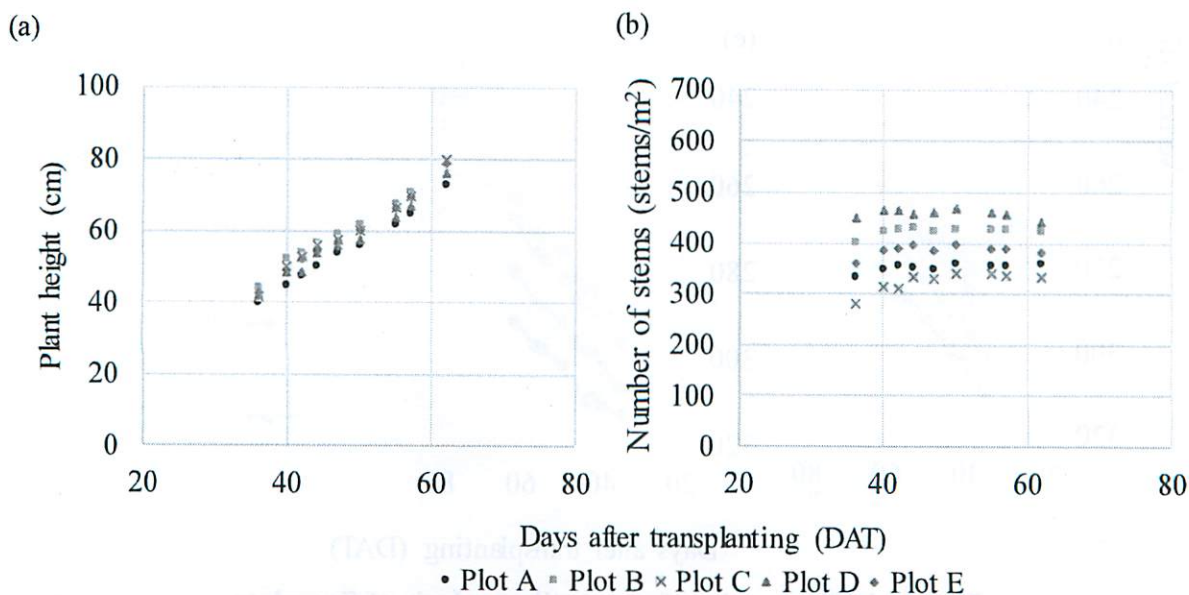 (a)
(b)
Plant height (cm)
100
80
60
40
20
0
20 40 60 80
Number of stems (stems/m²)
700
600
500
400
300
200
100
0
20 40 60 80
Days after transplanting (DAT)
Plot A Plot B Plot C Plot D Plot E